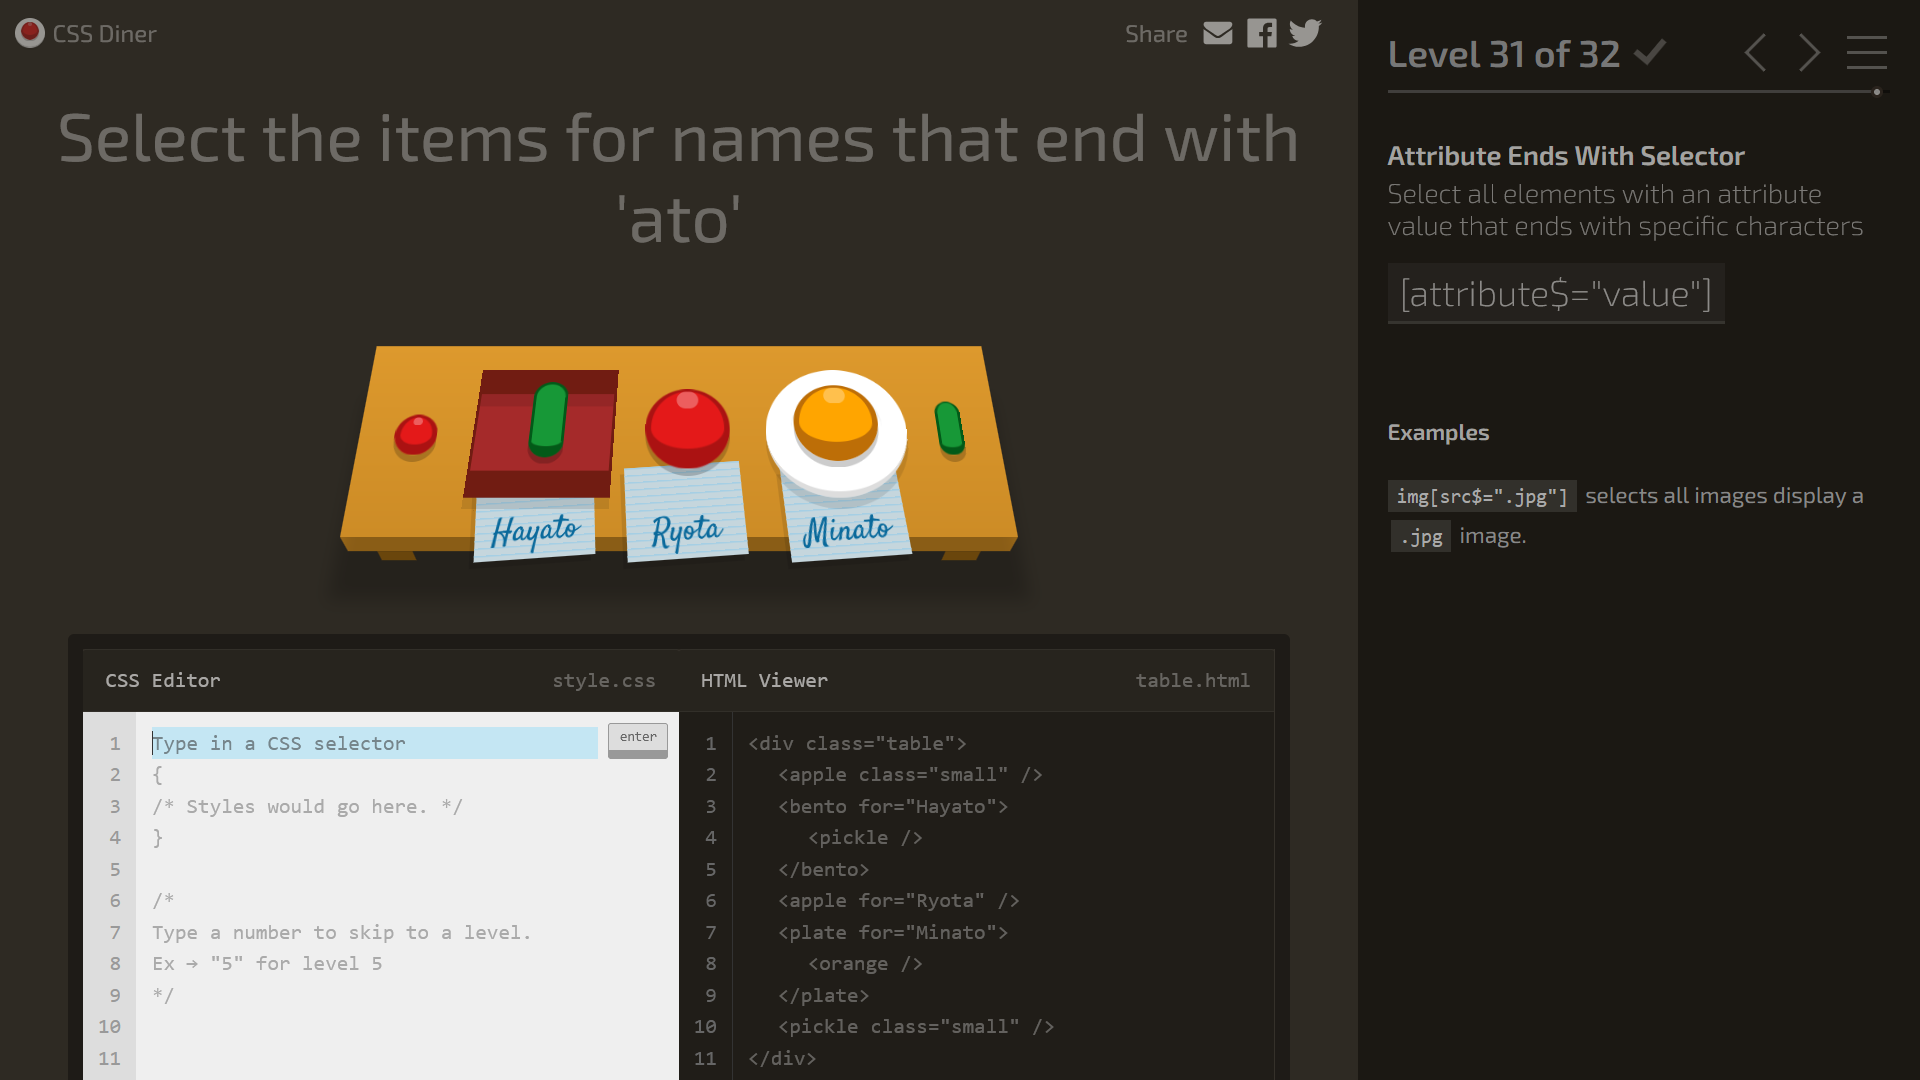 CSS Diner
Share
Select the items for names that end with
'ato'
Hayato
Ryota
Minato
CSS Editor
style.css
1
Type in a CSS selector
enter
2
{
3
/* Styles would go here. */
4
}
5
6
/*
7
Type a number to skip to a level.
8
Ex → "5" for level 5
9
*/
10
11
HTML Viewer
table.html
1
<div class="table">
2
<apple class="small" />
3
<bento for="Hayato">
4
<pickle />
5
</bento>
6
<apple for="Ryota" />
7
<plate for="Minato">
8
<orange />
9
</plate>
10
<pickle class="small" />
11
</div>
Level 31 of 32
Attribute Ends With Selector
Select all elements with an attribute
value that ends with specific characters
[attribute$="value"]
Examples
img[src$=".jpg"] selects all images display a
.jpg image.